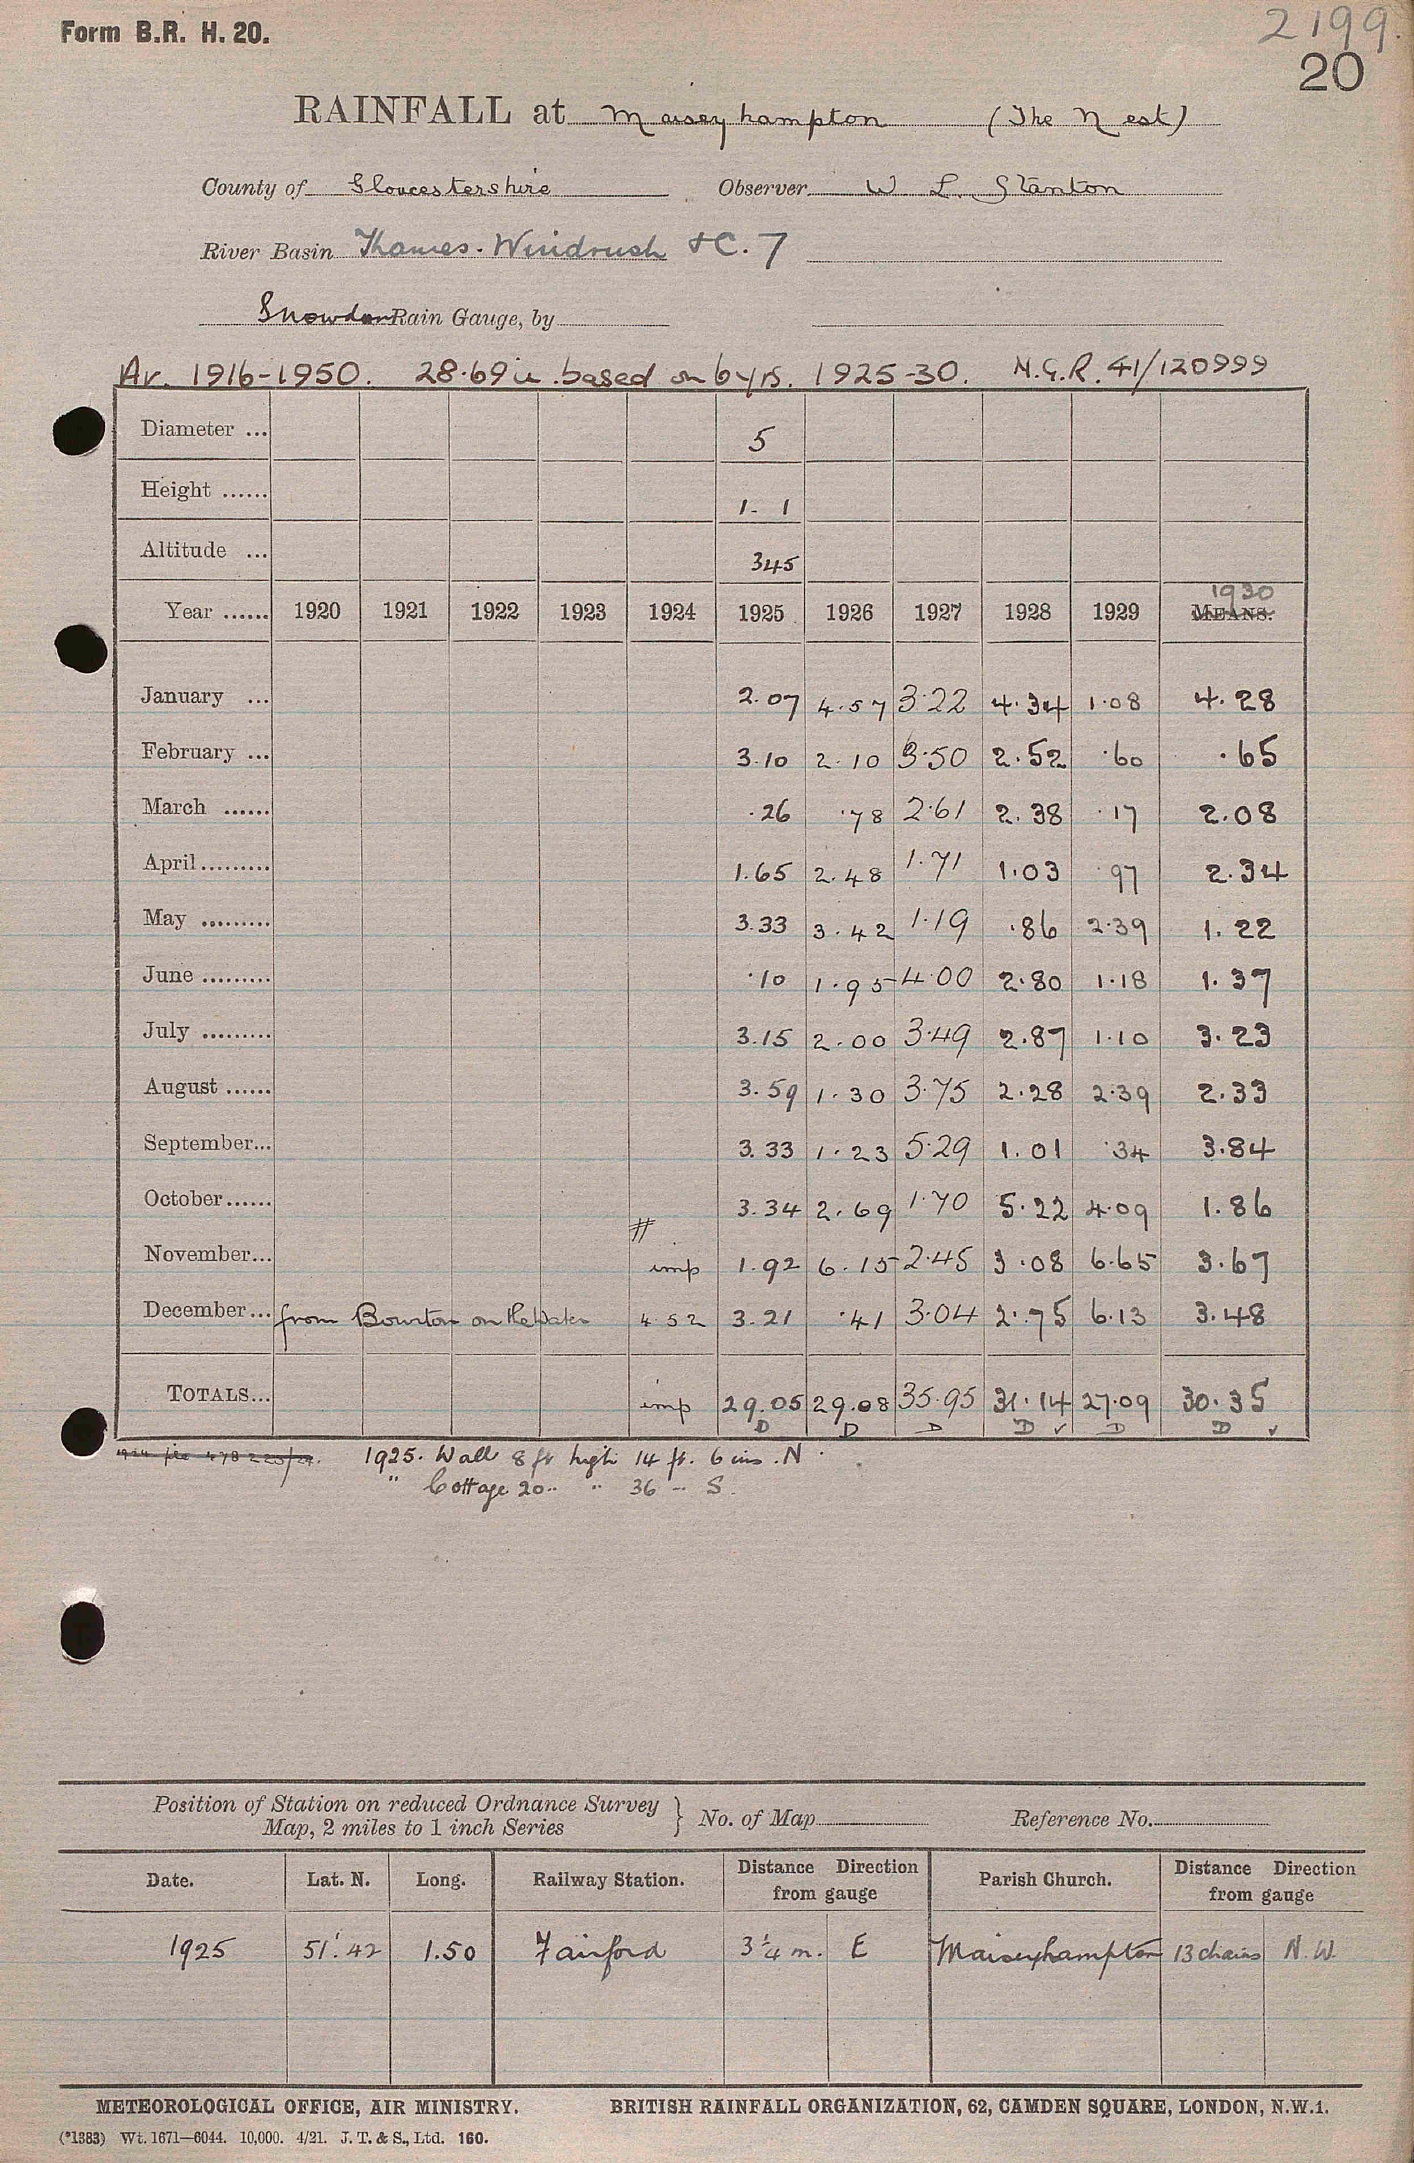 Form B.R. H. 20.
2199.
20
RAINFALL at Maiseyhampton (The Nest)
County of Gloucestershire Observer W L. Stanton
River Basin Thames. Windrush &C. 7
Snowdon Rain Gauge, by
Av. 1916-1950. 28.69 in. based on 6 yrs. 1925-30. N.G.R. 41/120999
Diameter ... 5
Height ...... 1. 1
Altitude ... 345
1930
Year ...... 1920 1921 1922 1923 1924 1925 1926 1927 1928 1929 MEANS.
January ... 2.07 4.57 3.22 4.34 1.08 4.28
February ... 3.10 2.10 3.50 2.52 .60 .65
March ...... .26 .78 2.61 2.38 .17 2.08
April ......... 1.65 2.48 1.71 1.03 .97 2.34
May ......... 3.33 3.42 1.19 .86 2.39 1.22
June ......... .10 1.95 4.00 2.80 1.18 1.37
July ......... 3.15 2.00 3.49 2.87 1.10 3.23
August ...... 3.59 1.30 3.75 2.28 2.39 2.33
September... 3.33 1.23 5.29 1.01 .34 3.84
October ...... 3.34 2.69 1.70 5.22 4.09 1.86
November... # imp 1.92 6.15 2.45 3.08 6.65 3.67
December... from Bourton on the Water 4.52 3.21 .41 3.04 2.75 6.13 3.48
TOTALS... imp 29.05 29.08 35.95 31.14 27.09 30.35
D D D D ✓ D D ✓
1925. Wall 8 ft high 14 ft. 6 ins. N.
" Cottage 20 .. .. 36 .. S.
Position of Station on reduced Ordnance Survey
Map, 2 miles to 1 inch Series } No. of Map Reference No.
Date. Lat. N. Long. Railway Station. Distance Direction from gauge Parish Church. Distance Direction from gauge
1925 51°.42 1.50 Fairford 3¼ m. E Maiseyhampton 13 chains N.W.
METEOROLOGICAL OFFICE, AIR MINISTRY. BRITISH RAINFALL ORGANIZATION, 62, CAMDEN SQUARE, LONDON, N.W.1.
(*1383) Wt. 1671—6044. 10,000. 4/21. J. T. & S., Ltd. 160.